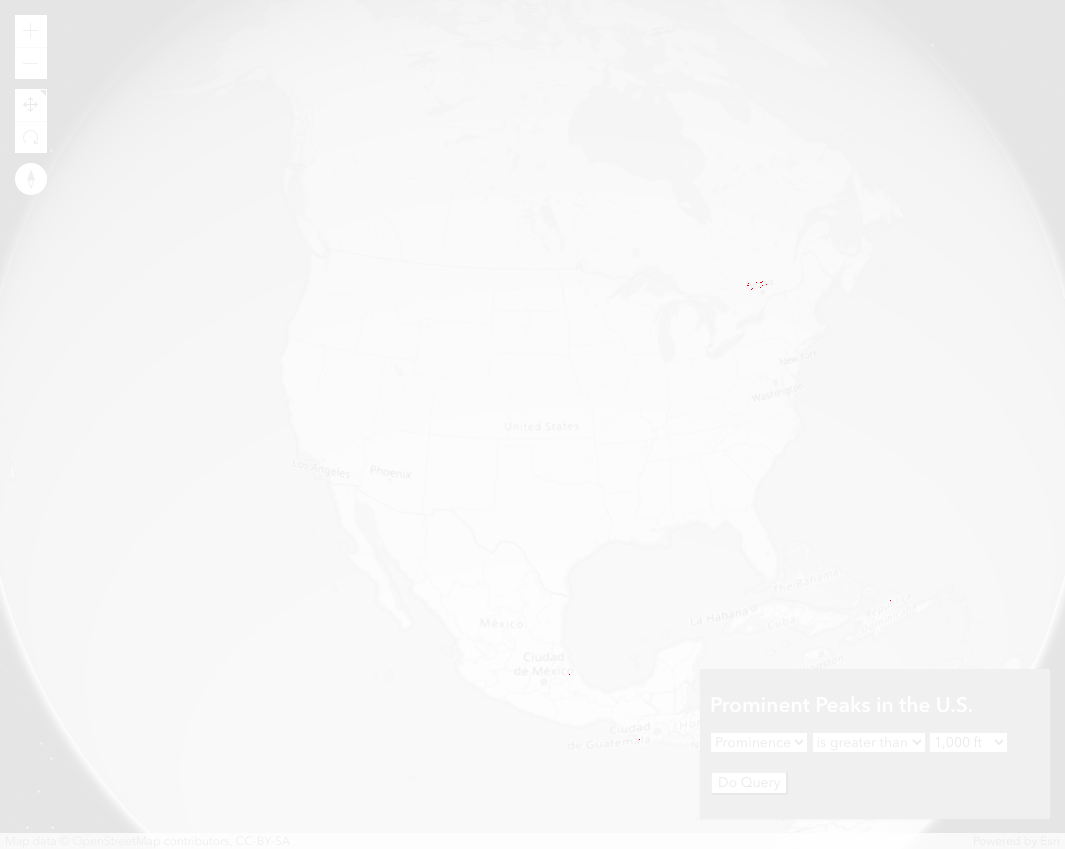 New York
Washington
United States
Los Angeles
Phoenix
The Bahamas
La Habana
Cuba
México
Ciudad
de México
Ciudad
de Guatemala
Prominent Peaks in the U.S.
Prominence is greater than 1,000 ft
Do Query
Map data © OpenStreetMap contributors, CC-BY-SA
Powered by Esri